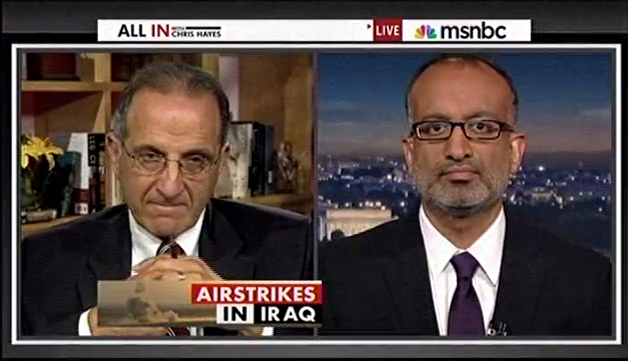 ALL IN WITH CHRIS HAYES
LIVE msnbc
AIRSTRIKES
IN IRAQ